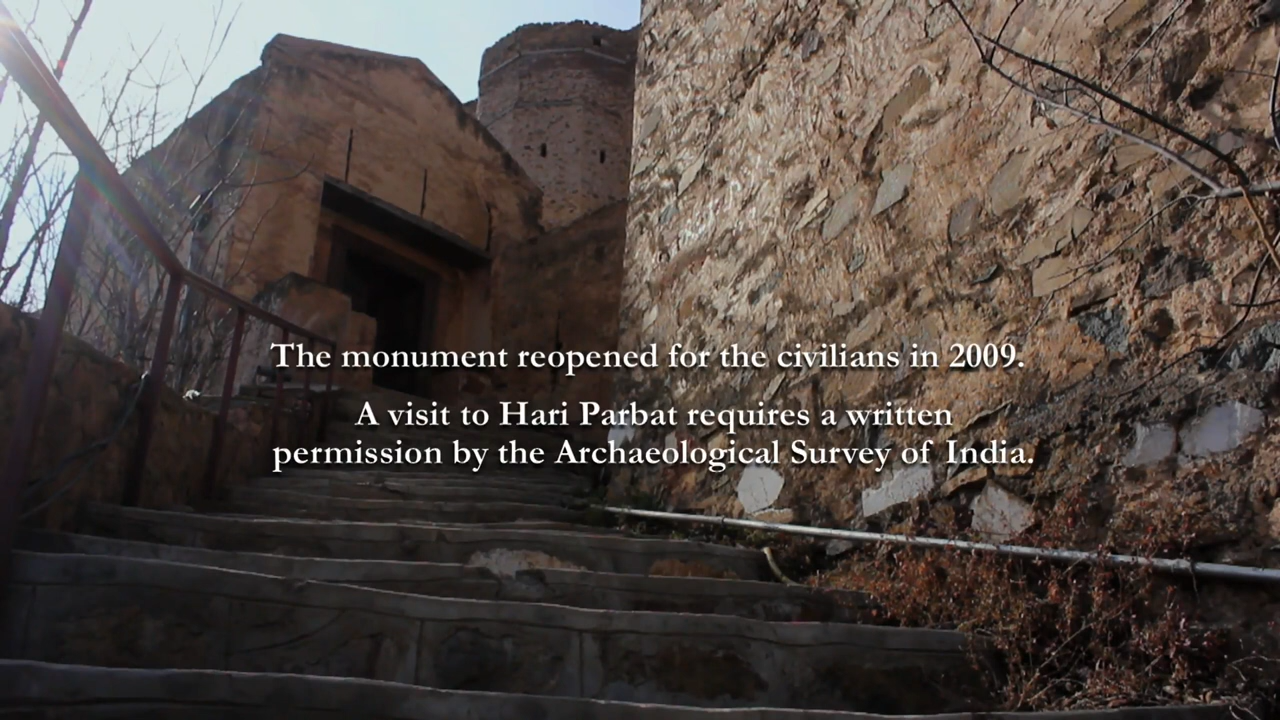 The monument reopened for the civilians in 2009.
A visit to Hari Parbat requires a written
permission by the Archaeological Survey of India.